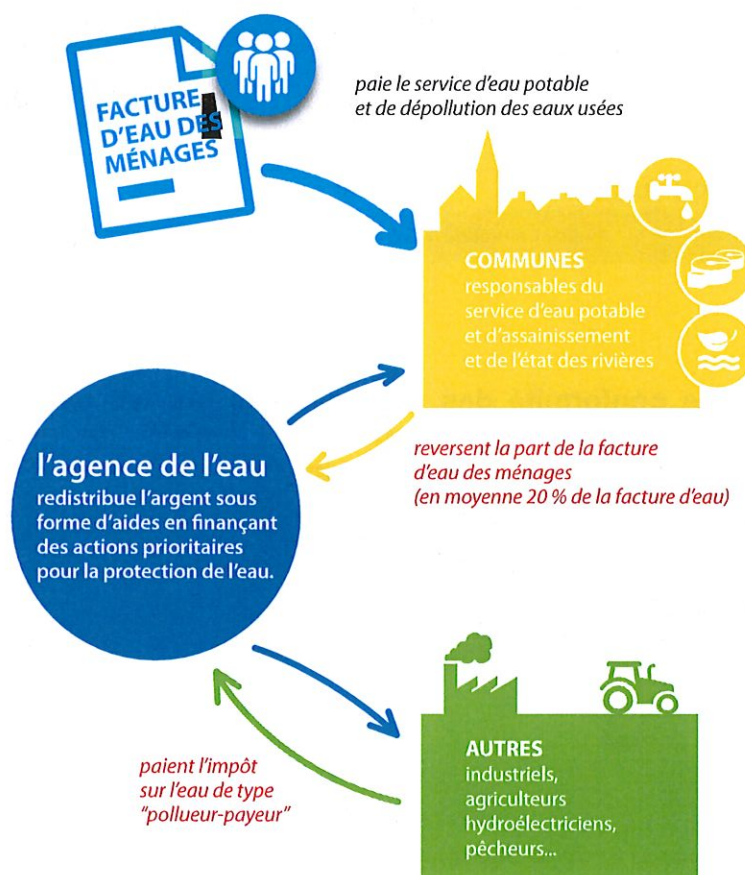 FACTURE
D'EAU DES
MÉNAGES
paie le service d'eau potable
et de dépollution des eaux usées
COMMUNES
responsables du
service d'eau potable
et d'assainissement
et de l'état des rivières
reversent la part de la facture
d'eau des ménages
(en moyenne 20 % de la facture d'eau)
l'agence de l'eau
redistribue l'argent sous
forme d'aides en finançant
des actions prioritaires
pour la protection de l'eau.
paient l'impôt
sur l'eau de type
"pollueur-payeur"
AUTRES
industriels,
agriculteurs
hydroélectriciens,
pêcheurs...